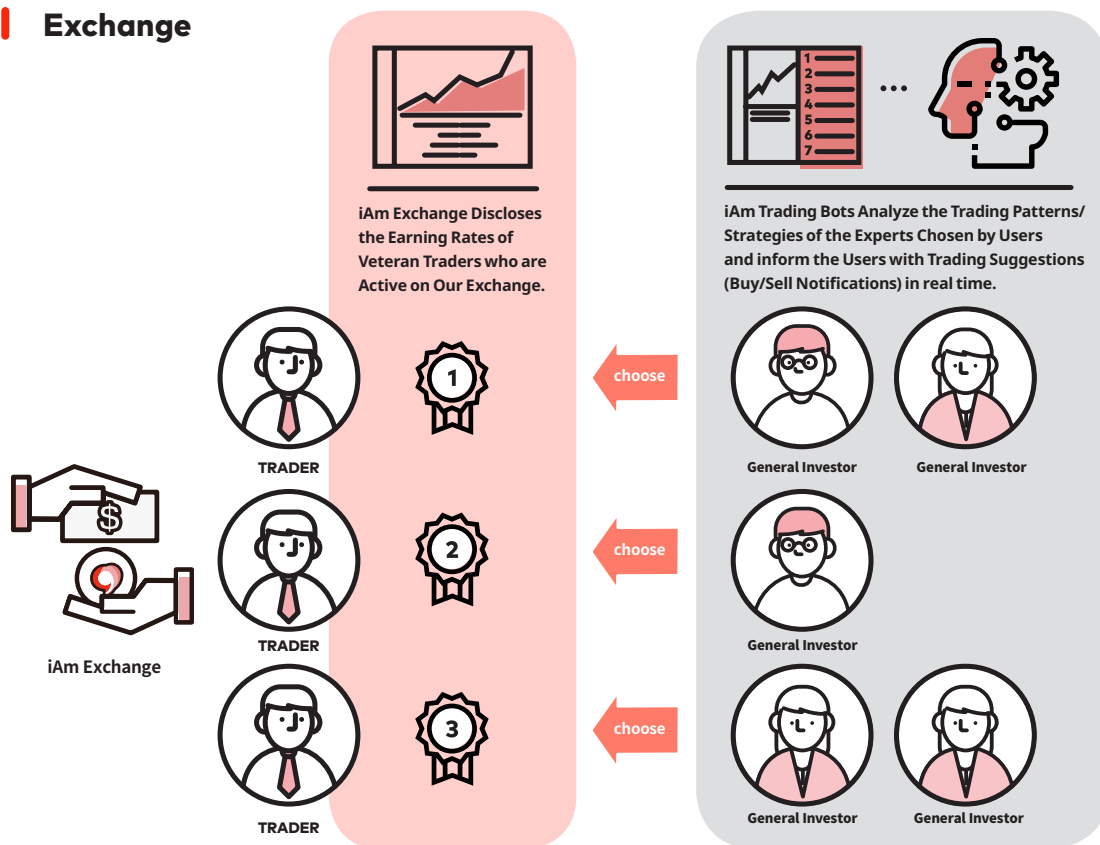 Exchange
1
2
3
4
5
6
7
iAm Exchange Discloses
the Earning Rates of
Veteran Traders who are
Active on Our Exchange.
iAm Trading Bots Analyze the Trading Patterns/
Strategies of the Experts Chosen by Users
and inform the Users with Trading Suggestions
(Buy/Sell Notifications) in real time.
1
choose
TRADER
General Investor
General Investor
$
2
choose
TRADER
General Investor
iAm Exchange
3
choose
TRADER
General Investor
General Investor